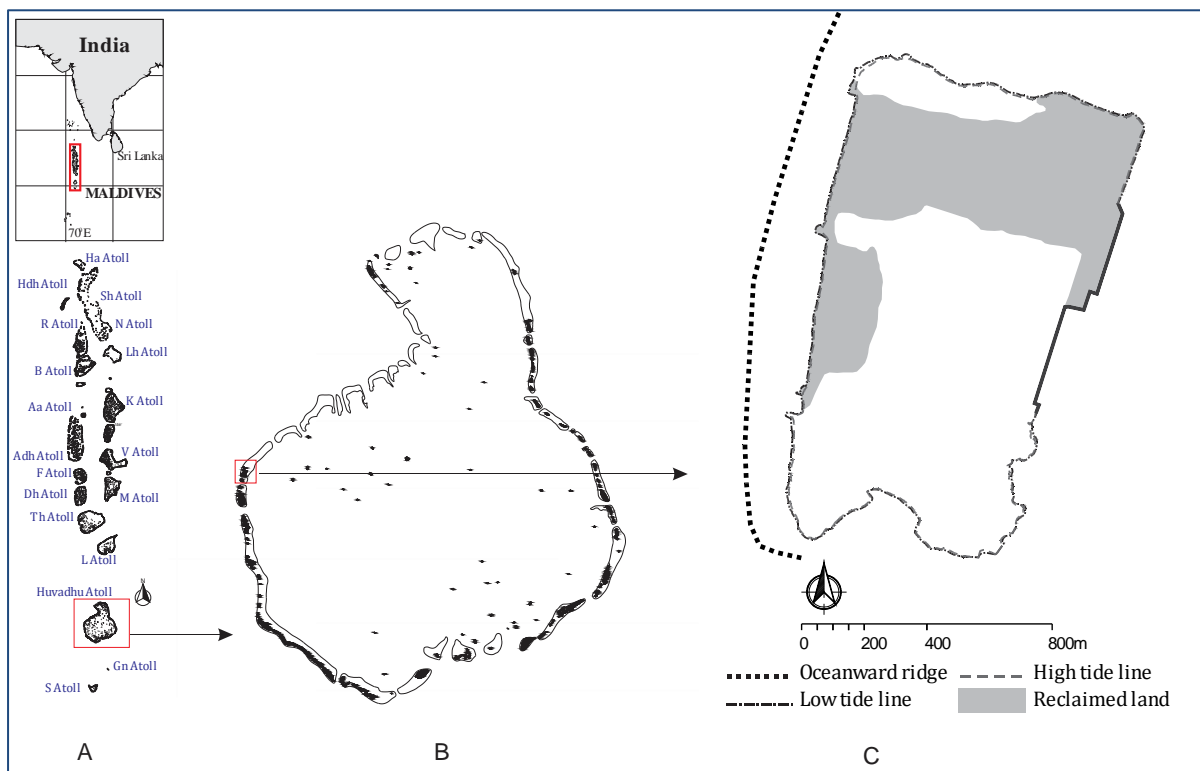 India
Sri Lanka
MALDIVES
70°E
Ha Atoll
Hdh Atoll
Sh Atoll
R Atoll
N Atoll
Lh Atoll
B Atoll
K Atoll
Aa Atoll
V Atoll
Adh Atoll
F Atoll
Dh Atoll
M Atoll
Th Atoll
L Atoll
Huvadhu Atoll
N
Gn Atoll
S Atoll
0 200 400 800m
Oceanward ridge
High tide line
Low tide line
Reclaimed land
A
B
C